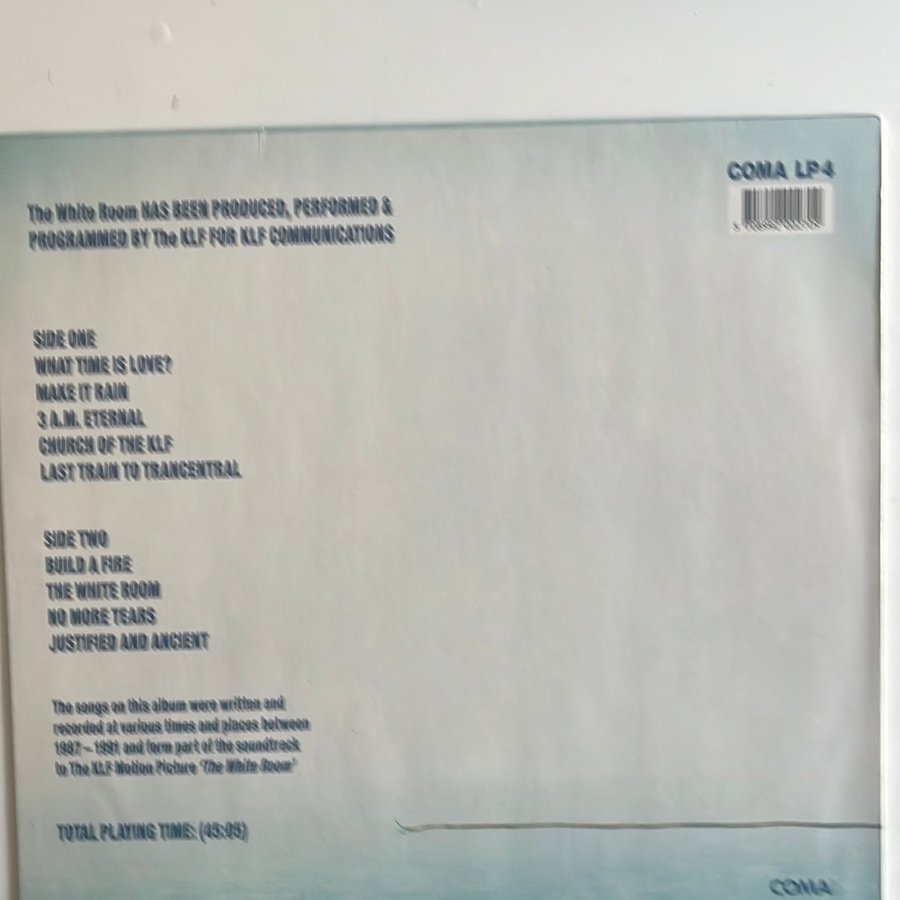 COMA LP4
The White Room HAS BEEN PRODUCED, PERFORMED &
PROGRAMMED BY The KLF FOR KLF COMMUNICATIONS
SIDE ONE
WHAT TIME IS LOVE?
MAKE IT RAIN
3 A.M. ETERNAL
CHURCH OF THE KLF
LAST TRAIN TO TRANCENTRAL
SIDE TWO
BUILD A FIRE
THE WHITE ROOM
NO MORE TEARS
JUSTIFIED AND ANCIENT
The songs on this album were written and
recorded at various times and places between
1987 – 1991 and form part of the soundtrack
to The KLF Motion Picture 'The White Room'
TOTAL PLAYING TIME: (45:05)
COMA